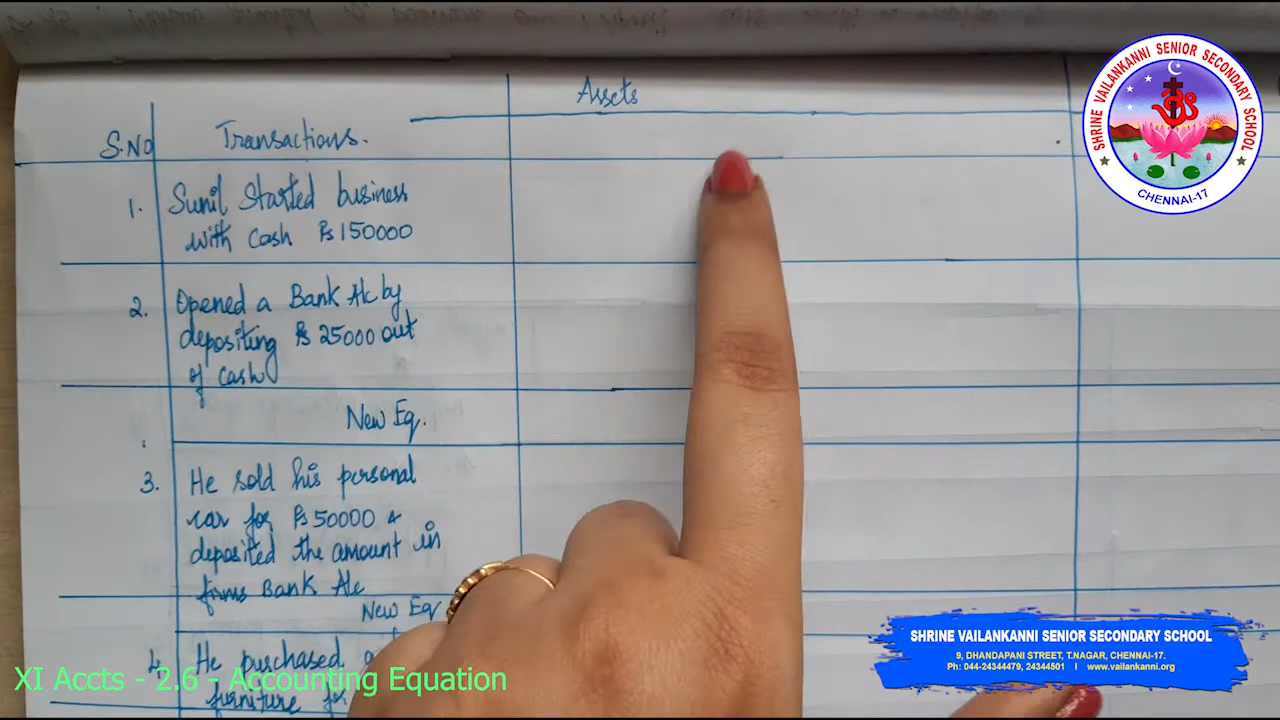 Assets
S.NO Transactions.
1. Sunil Started business
with Cash ₨ 150000
2. Opened a Bank A/c by
depositing ₨ 25000 out
of cash
New Eq.
3. He sold his personal
car for ₨ 50000 &
deposited the amount in
firms Bank A/c
New Eq
4. He purchased
furniture for
XI Accts - 2.6 - Accounting Equation
SHRINE VAILANKANNI SENIOR SECONDARY SCHOOL
CHENNAI-17
SHRINE VAILANKANNI SENIOR SECONDARY SCHOOL
9, DHANDAPANI STREET, T.NAGAR, CHENNAI-17.
Ph: 044-24344479, 24344501 I www.vailankanni.org